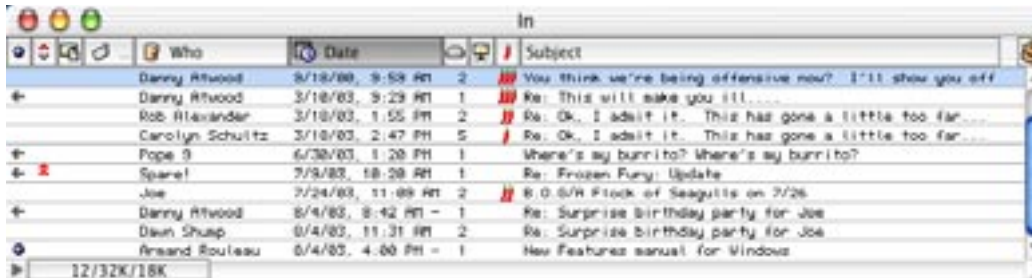 In
Who Date Subject
Danny Atwood 9/18/00, 9:59 AM 2 You think we're being offensive now? I'll show you off
Danny Atwood 3/10/03, 9:29 AM 1 Re: This will make you ill....
Rob Alexander 3/10/03, 1:55 PM 2 Re: Ok, I admit it. This has gone a little too far...
Carolyn Schultz 3/10/03, 2:47 PM 5 Re: Ok, I admit it. This has gone a little too far...
Pope 9 6/30/03, 1:20 PM 1 Where's my burrito? Where's my burrito?
Spare! 7/9/03, 10:20 AM 1 Re: Frozen Fury: Update
Joe 7/24/03, 11:09 AM 2 B.O.G/A Flock of Seagulls on 7/26
Danny Atwood 8/4/03, 8:42 AM - 1 Re: Surprise birthday party for Joe
Dawn Shump 8/4/03, 11:31 AM 2 Re: Surprise birthday party for Joe
Armand Rouleau 8/4/03, 4:00 PM - 1 New Features manual for Windows
12/32K/18K